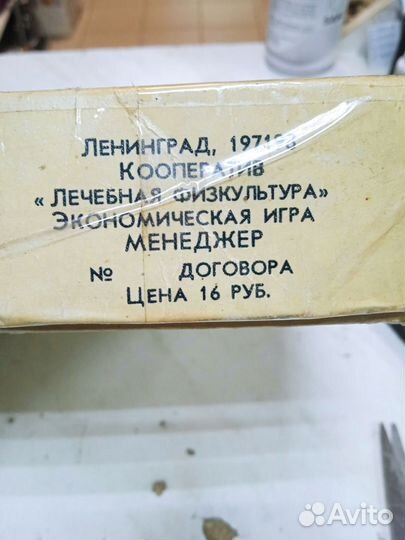 ЛЕНИНГРАД,
КООПЕРАТИВ
«ЛЕЧЕБНАЯ ФИЗКУЛЬТУРА»
ЭКОНОМИЧЕСКАЯ ИГРА
МЕНЕДЖЕР
№ ДОГОВОРА
ЦЕНА 16 РУБ.
Avito